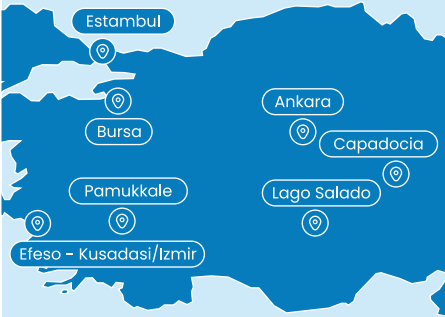 Estambul
Ankara
Bursa
Capadocia
Pamukkale
Lago Salado
Efeso - Kusadasi/Izmir